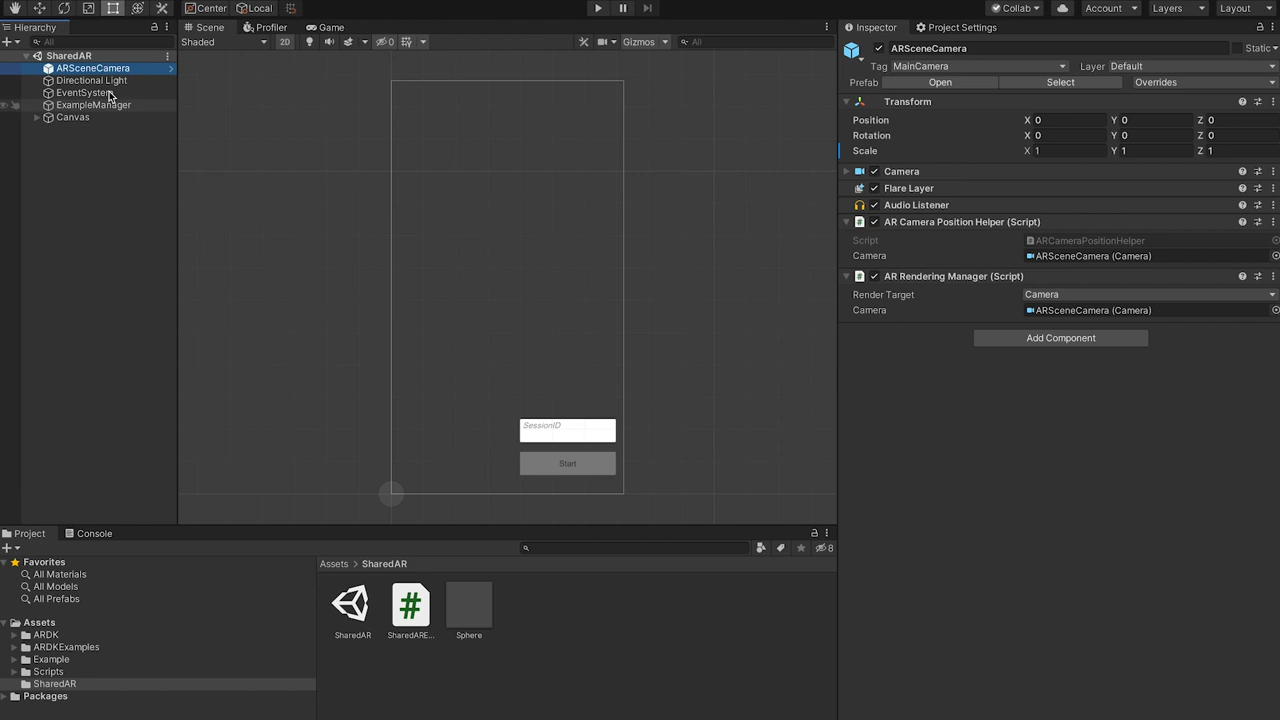 Center Local
Collab Account Layers Layout
Hierarchy
All
SharedAR
ARSceneCamera
Directional Light
EventSystem
ExampleManager
Canvas
Scene Profiler Game
Shaded 2D 0 Gizmos All
SessionID
Start
Inspector Project Settings
ARSceneCamera Static
Tag MainCamera Layer Default
Prefab Open Select Overrides
Transform
Position X 0 Y 0 Z 0
Rotation X 0 Y 0 Z 0
Scale X 1 Y 1 Z 1
Camera
Flare Layer
Audio Listener
AR Camera Position Helper (Script)
Script ARCameraPositionHelper
Camera ARSceneCamera (Camera)
AR Rendering Manager (Script)
Render Target Camera
Camera ARSceneCamera (Camera)
Add Component
Project Console
8
Favorites
All Materials
All Models
All Prefabs
Assets
ARDK
ARDKExamples
Example
Scripts
SharedAR
Packages
Assets > SharedAR
SharedAR SharedARE... Sphere